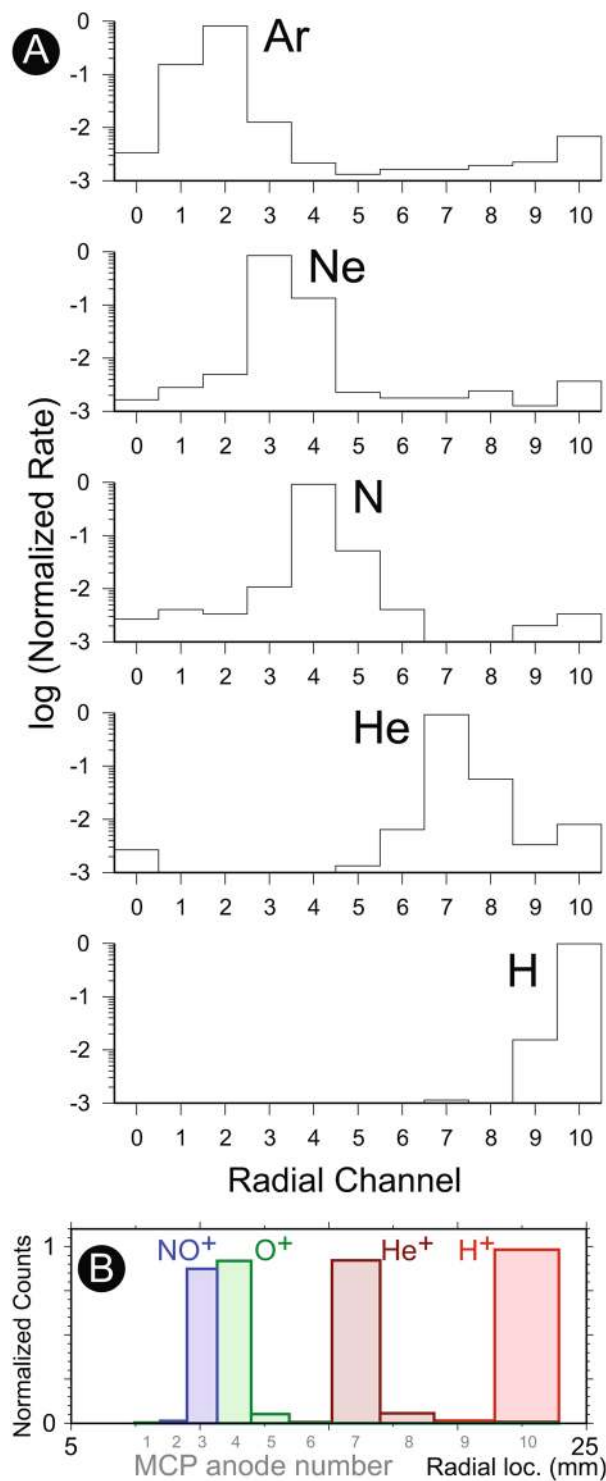 A
Ar
0
-1
-2
-3
0 1 2 3 4 5 6 7 8 9 10
Ne
0
-1
-2
-3
0 1 2 3 4 5 6 7 8 9 10
log (Normalized Rate)
N
0
-1
-2
-3
0 1 2 3 4 5 6 7 8 9 10
He
0
-1
-2
-3
0 1 2 3 4 5 6 7 8 9 10
H
0
-1
-2
-3
0 1 2 3 4 5 6 7 8 9 10
Radial Channel
B
Normalized Counts
1
0
NO+ O+ He+ H+
1 2 3 4 5 6 7 8 9 10
5 25
MCP anode number Radial loc. (mm)